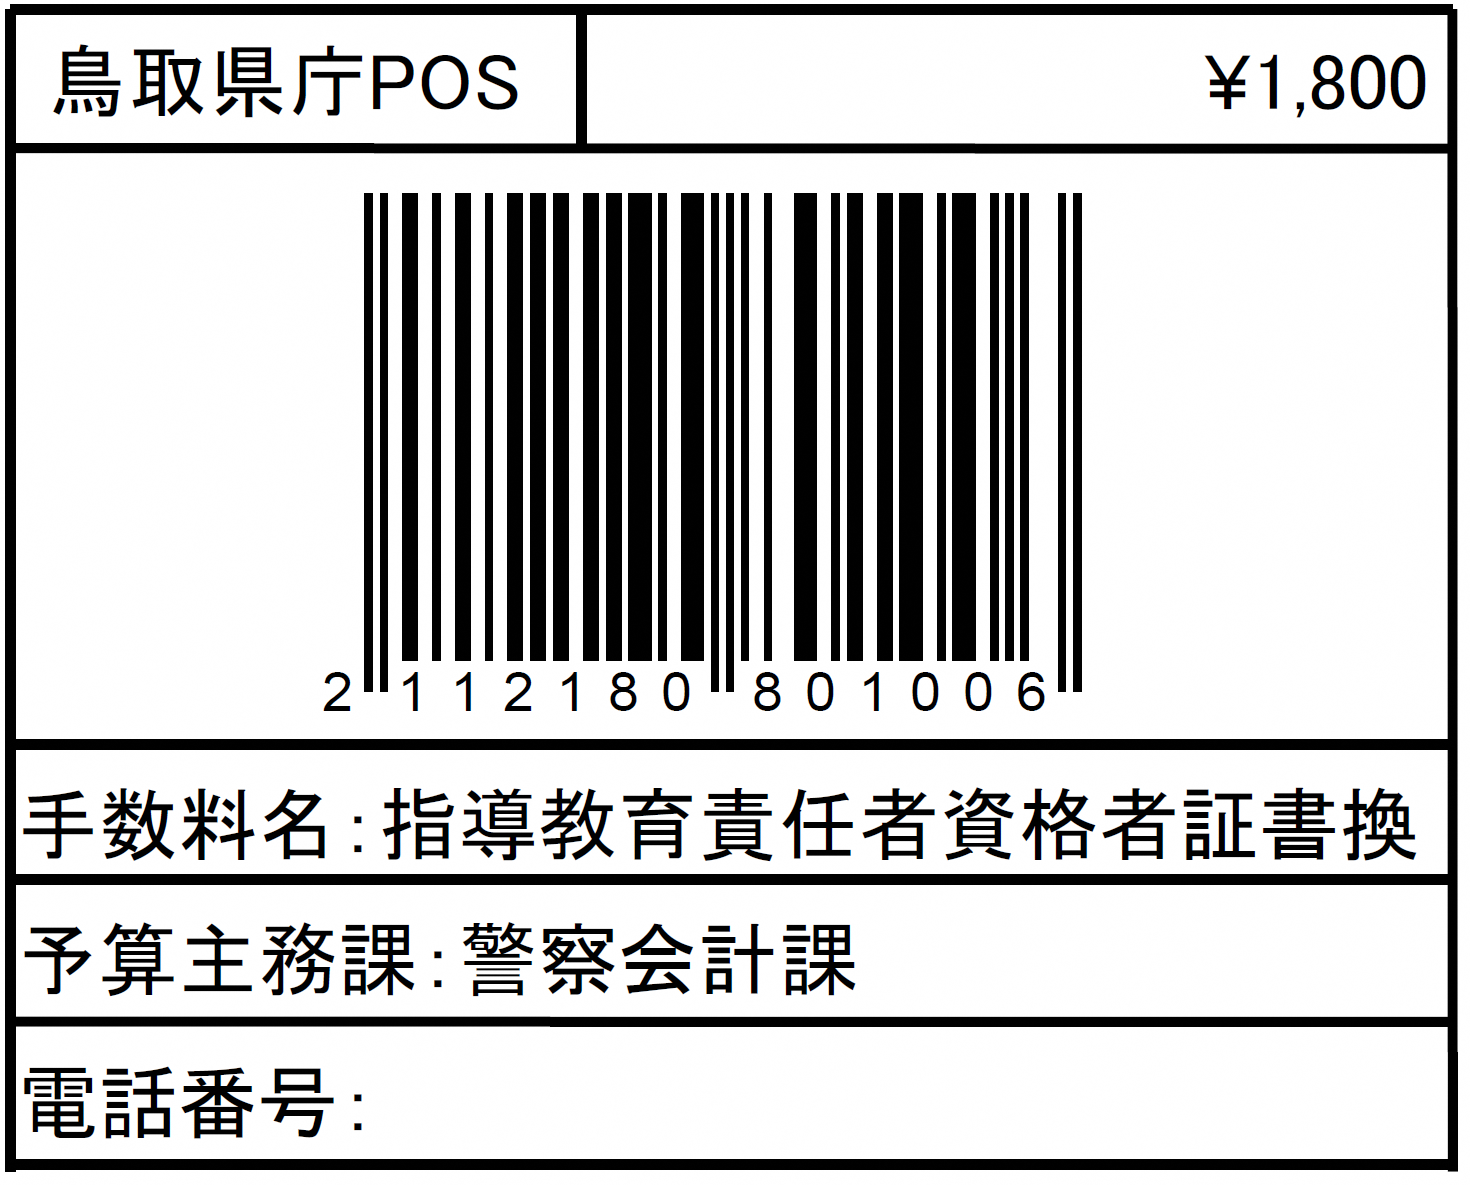 鳥取県庁POS
¥1,800
2 112180 801006
手数料名:指導教育責任者資格者証書換
予算主務課:警察会計課
電話番号: